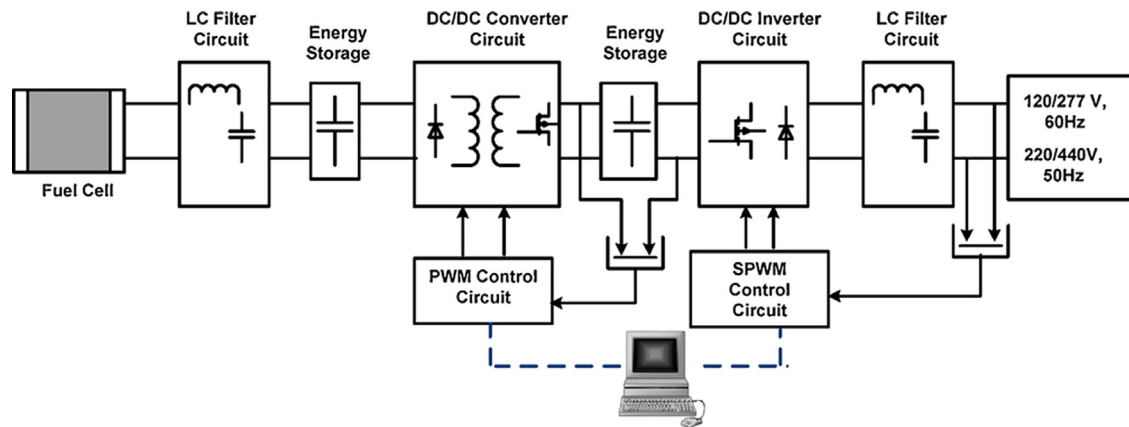 LC Filter
Circuit
Energy
Storage
DC/DC Converter
Circuit
Energy
Storage
DC/DC Inverter
Circuit
LC Filter
Circuit
120/277 V,
60Hz
220/440V,
50Hz
Fuel Cell
PWM Control
Circuit
SPWM
Control
Circuit